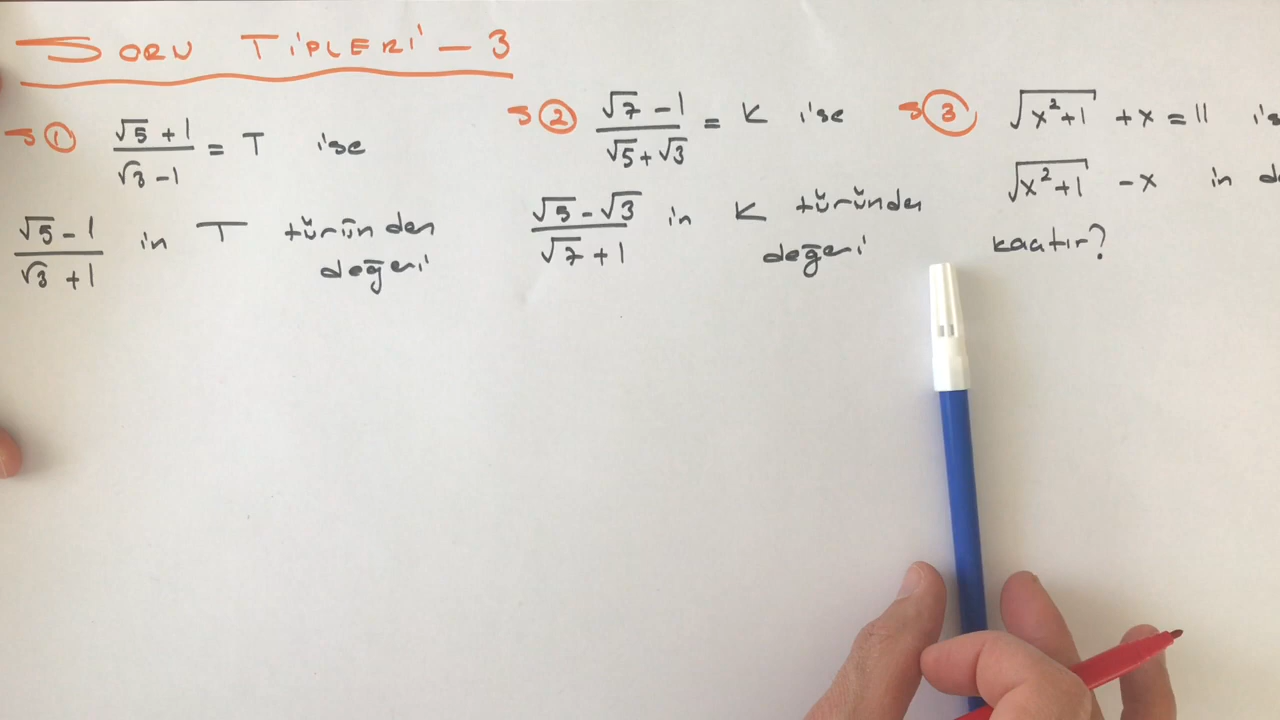 SORU TİPLERİ - 3
S ① (√5 + 1)/(√3 - 1) = T ise
(√5 - 1)/(√3 + 1) in T türünden
değeri
S ② (√7 - 1)/(√5 + √3) = K ise
(√5 - √3)/(√7 + 1) in K türünden
değeri
S ③ √(x²+1) + x = 11
√(x²+1) - x in
kaçtır?